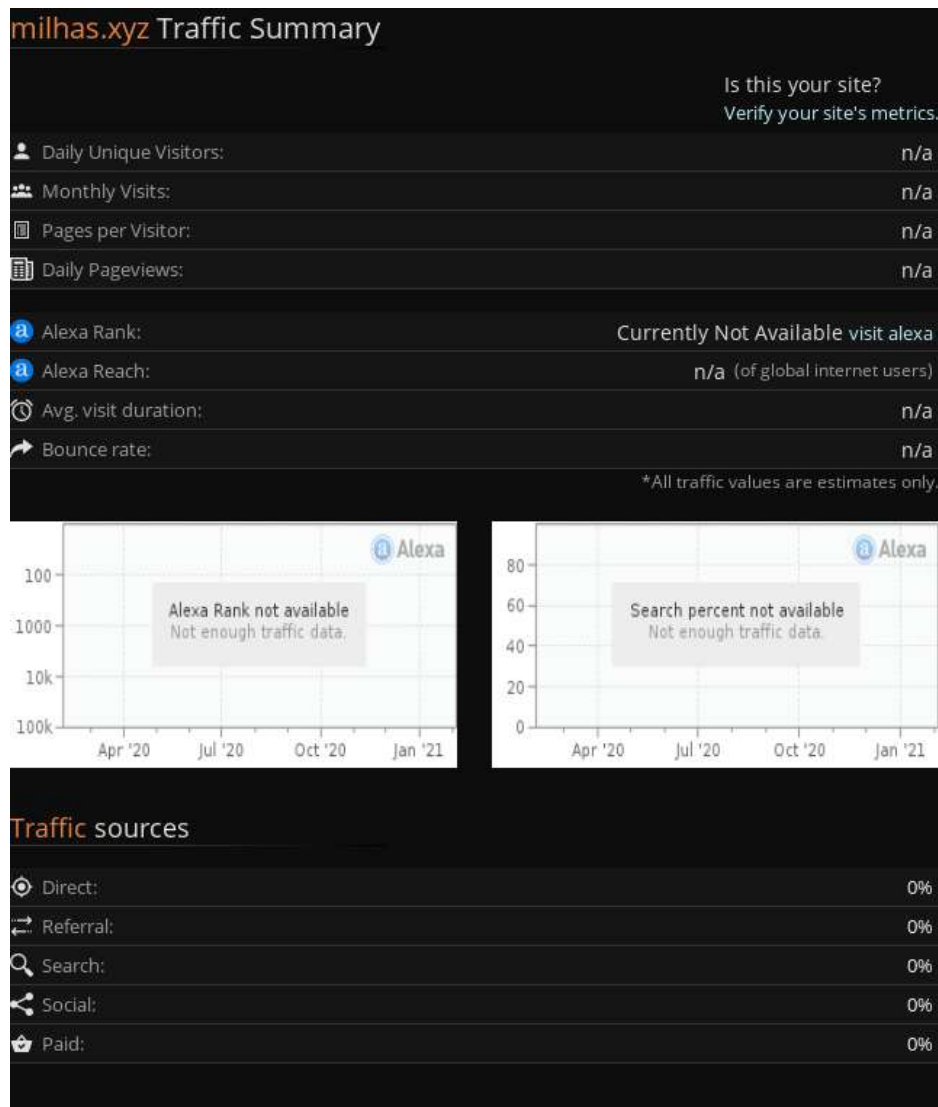 milhas.xyz Traffic Summary
Is this your site?
Verify your site's metrics.
Daily Unique Visitors: n/a
Monthly Visits: n/a
Pages per Visitor: n/a
Daily Pageviews: n/a
Alexa Rank: Currently Not Available visit alexa
Alexa Reach: n/a (of global internet users)
Avg. visit duration: n/a
Bounce rate: n/a
*All traffic values are estimates only.
Alexa
100
1000
10k
100k
Alexa Rank not available
Not enough traffic data.
Apr '20 Jul '20 Oct '20 Jan '21
Alexa
80
60
40
20
0
Search percent not available
Not enough traffic data.
Apr '20 Jul '20 Oct '20 Jan '21
Traffic sources
Direct: 0%
Referral: 0%
Search: 0%
Social: 0%
Paid: 0%